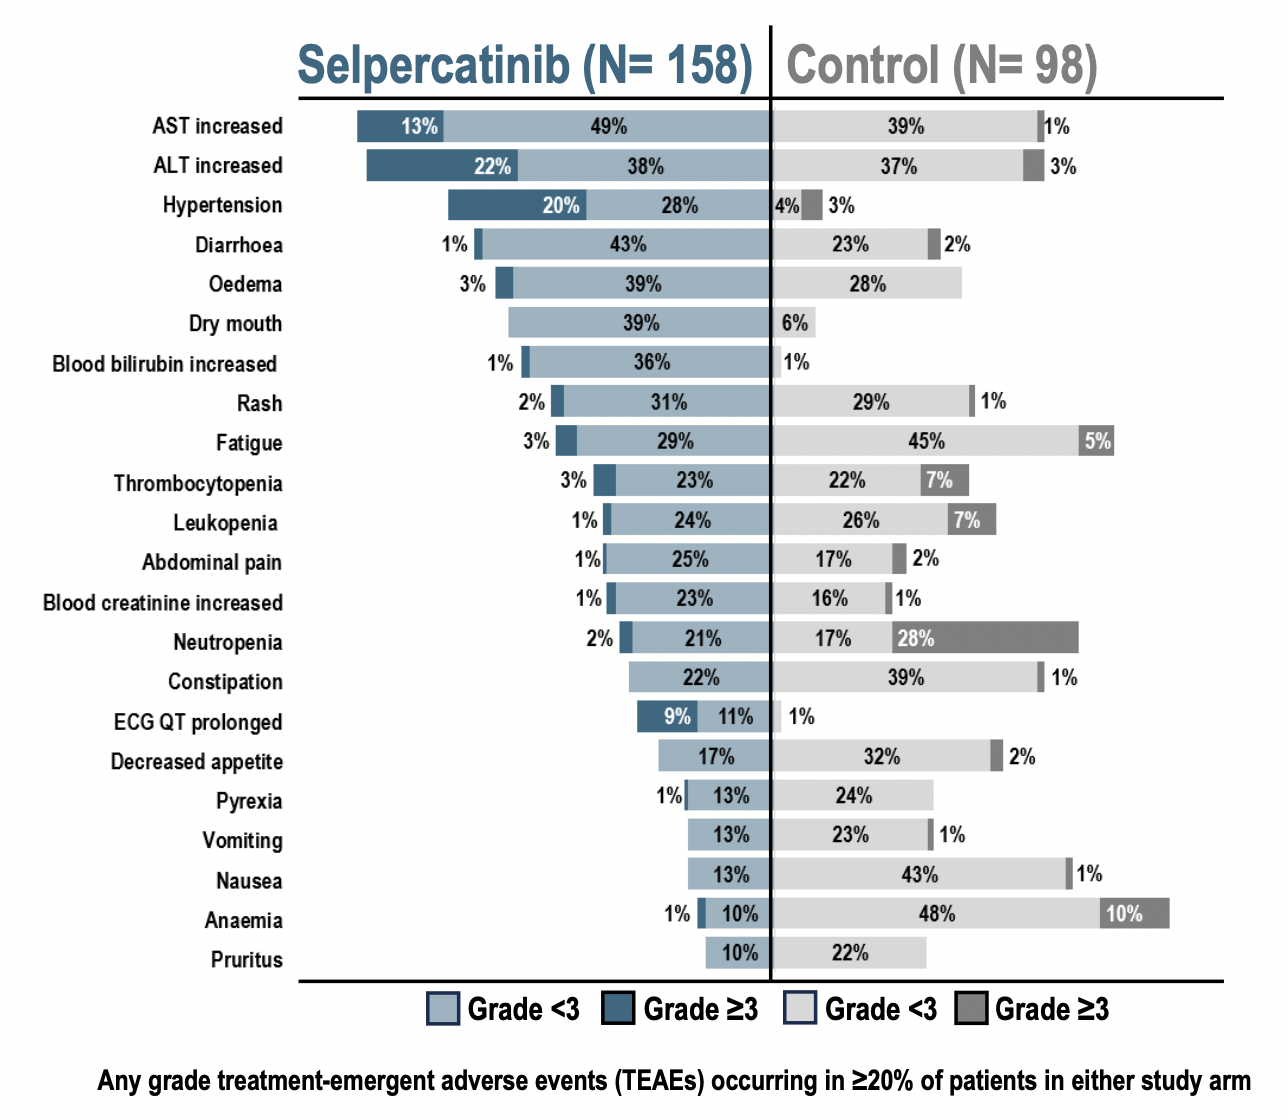 Selpercatinib (N= 158) Control (N= 98)
AST increased 13% 49% 39% 1%
ALT increased 22% 38% 37% 3%
Hypertension 20% 28% 4% 3%
Diarrhoea 1% 43% 23% 2%
Oedema 3% 39% 28%
Dry mouth 39% 6%
Blood bilirubin increased 1% 36% 1%
Rash 2% 31% 29% 1%
Fatigue 3% 29% 45% 5%
Thrombocytopenia 3% 23% 22% 7%
Leukopenia 1% 24% 26% 7%
Abdominal pain 1% 25% 17% 2%
Blood creatinine increased 1% 23% 16% 1%
Neutropenia 2% 21% 17% 28%
Constipation 22% 39% 1%
ECG QT prolonged 9% 11% 1%
Decreased appetite 17% 32% 2%
Pyrexia 1% 13% 24%
Vomiting 13% 23% 1%
Nausea 13% 43% 1%
Anaemia 1% 10% 48% 10%
Pruritus 10% 22%
Grade <3 Grade ≥3 Grade <3 Grade ≥3
Any grade treatment-emergent adverse events (TEAEs) occurring in ≥20% of patients in either study arm